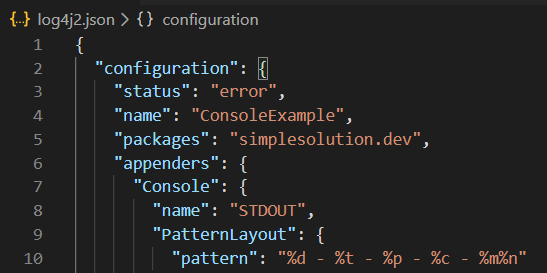 {..} log4j2.json > {} configuration
1 {
2 "configuration": {
3 "status": "error",
4 "name": "ConsoleExample",
5 "packages": "simplesolution.dev",
6 "appenders": {
7 "Console": {
8 "name": "STDOUT",
9 "PatternLayout": {
10 "pattern": "%d - %t - %p - %c - %m%n"